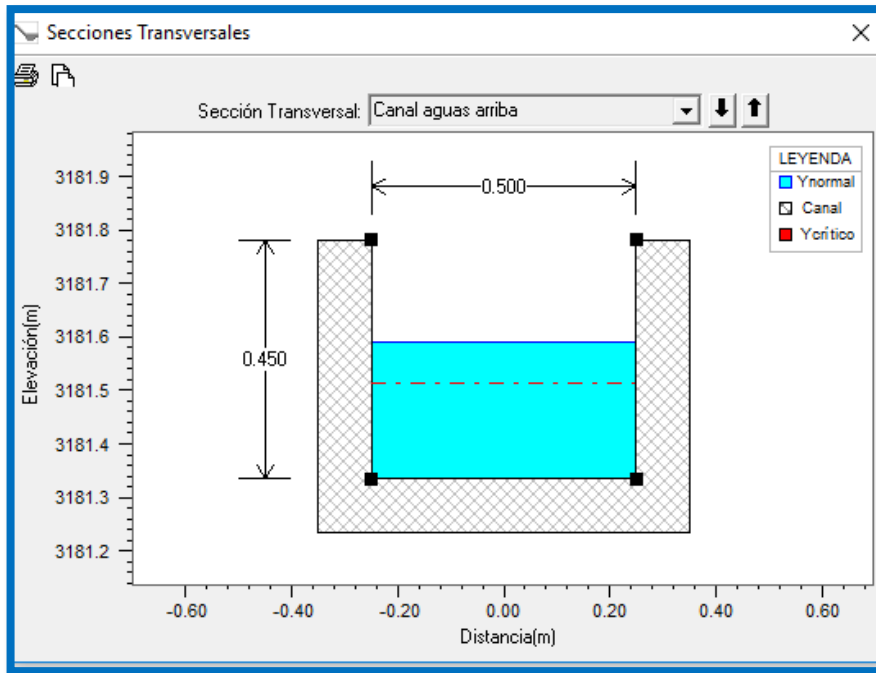 Secciones Transversales
Sección Transversal: Canal aguas arriba
LEYENDA
Ynormal
Canal
Ycrítico
0.500
0.450
Elevación(m)
3181.9
3181.8
3181.7
3181.6
3181.5
3181.4
3181.3
3181.2
-0.60 -0.40 -0.20 0.00 0.20 0.40 0.60
Distancia(m)